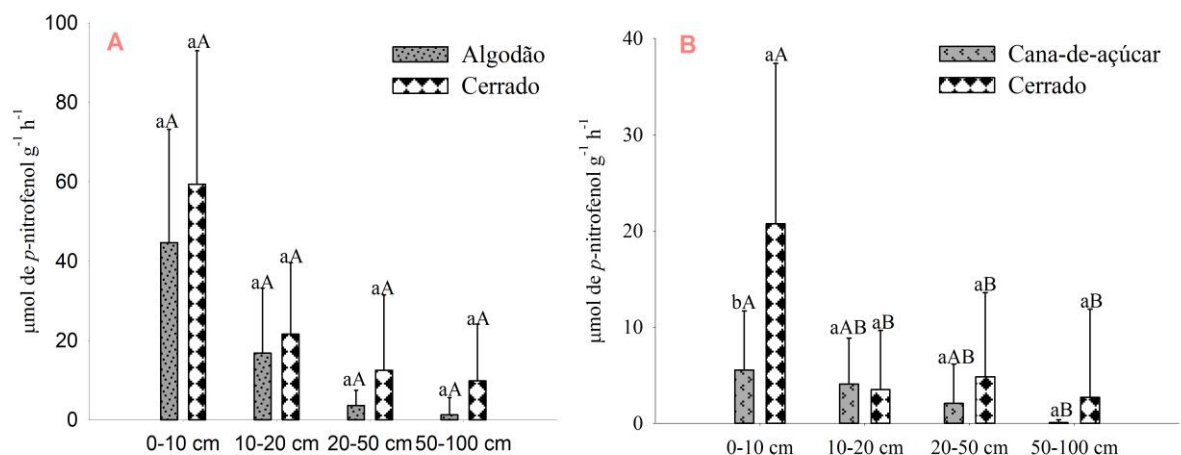 A
µmol de p-nitrofenol g⁻¹ h⁻¹
100
80
60
40
20
0
Algodão
Cerrado
aA
aA
aA
aA
aA
aA
aA
aA
0-10 cm
10-20 cm
20-50 cm
50-100 cm
B
µmol de p-nitrofenol g⁻¹ h⁻¹
40
30
20
10
0
Cana-de-açúcar
Cerrado
bA
aA
aAB
aB
aAB
aB
aB
aB
0-10 cm
10-20 cm
20-50 cm
50-100 cm